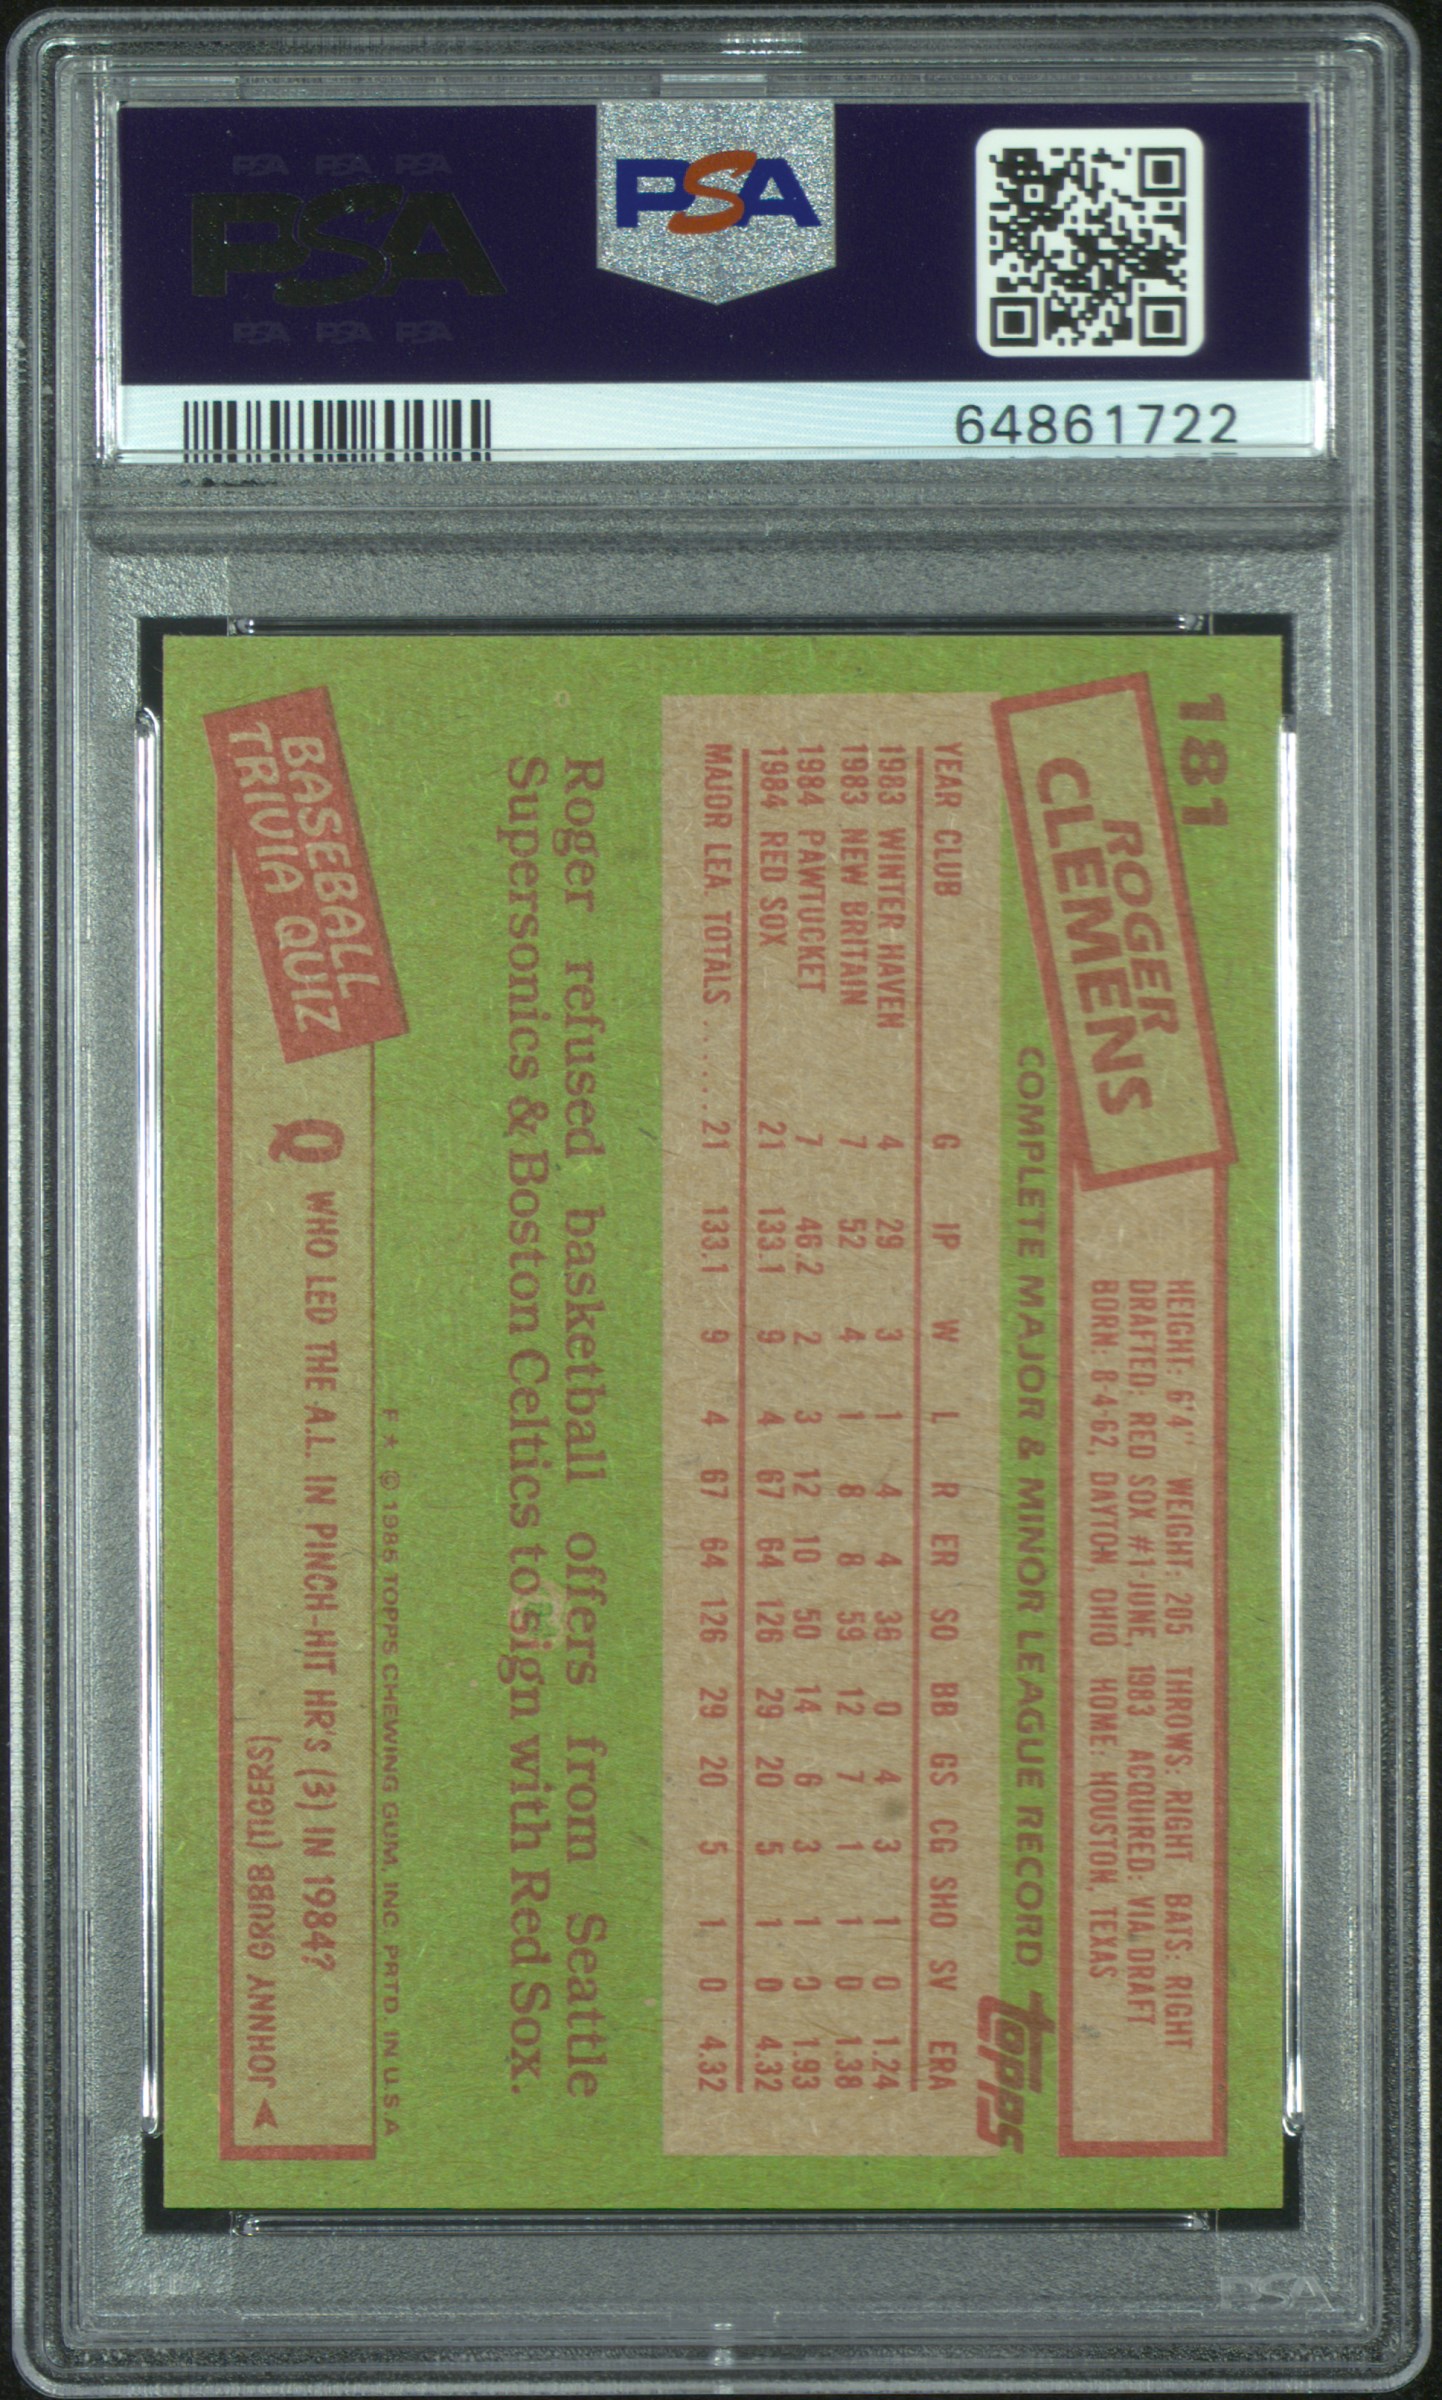 PSA PSA PSA
PSA
PSA PSA PSA
PSA
64861722
181
ROGER
CLEMENS
HEIGHT: 6'4" WEIGHT: 205 THROWS: RIGHT BATS: RIGHT
DRAFTED: RED SOX #1-JUNE, 1983 ACQUIRED: VIA DRAFT
BORN: 8-4-62, DAYTON, OHIO HOME: HOUSTON, TEXAS
COMPLETE MAJOR & MINOR LEAGUE RECORD
Topps
YEAR CLUB G IP W L R ER SO BB GS CG SHO SV ERA
1983 WINTER HAVEN 4 29 3 1 4 4 36 0 4 3 1 0 1.24
1983 NEW BRITAIN 7 52 4 1 8 8 59 12 7 1 1 0 1.38
1984 PAWTUCKET 7 46.2 2 3 12 10 50 14 6 3 1 0 1.93
1984 RED SOX 21 133.1 9 4 67 64 126 29 20 5 1 0 4.32
MAJOR LEA. TOTALS ...... 21 133.1 9 4 67 64 126 29 20 5 1 0 4.32
Roger refused basketball offers from Seattle
Supersonics & Boston Celtics to sign with Red Sox.
F ★ © 1985 TOPPS CHEWING GUM, INC. PRTD. IN U.S.A.
BASEBALL
TRIVIA QUIZ
Q WHO LED THE A.L. IN PINCH-HIT HR'S (3) IN 1984?
JOHNNY GRUBB (TIGERS)
PSA